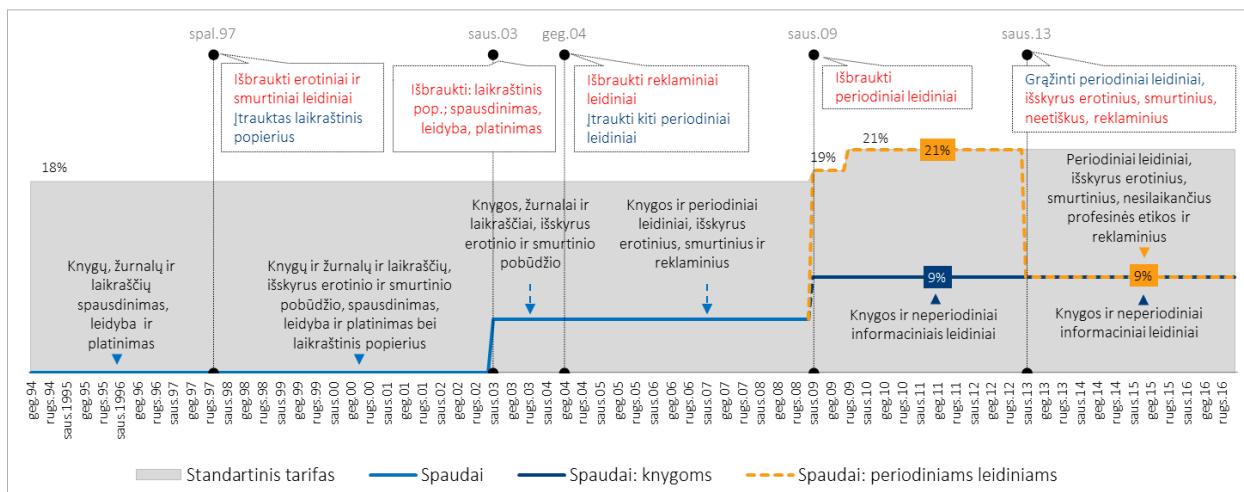 spal.97
saus.03
geg.04
saus.09
saus.13
Išbraukti erotiniai ir
smurtiniai leidiniai
Įtrauktas laikraštinis
popierius
Išbraukti: laikraštinis
pop.; spausdinimas,
leidyba, platinimas
Išbraukti reklaminiai
leidiniai
Įtraukti kiti periodiniai
leidiniai
Išbraukti
periodiniai leidiniai
Grąžinti periodiniai leidiniai,
išskyrus erotinius, smurtinius,
neetiškus, reklaminius
18%
19%
21%
21%
Knygų, žurnalų ir
laikraščių
spausdinimas,
leidyba ir
platinimas
Knygų ir žurnalų ir laikraščių,
išskyrus erotinio ir smurtinio
pobūdžio, spausdinimas,
leidyba ir platinimas bei
laikraštinis popierius
Knygos, žurnalai ir
laikraščiai, išskyrus
erotinio ir smurtinio
pobūdžio
Knygos ir periodiniai
leidiniai, išskyrus
erotinius, smurtinius ir
reklaminius
9%
Knygos ir neperiodiniai
informaciniais leidiniai
Periodiniai leidiniai,
išskyrus erotinius,
smurtinius, nesilaikančius
profesinės etikos ir
reklaminius
9%
Knygos ir neperiodiniai
informaciniai leidiniai
geg.94
rugs.94
saus.1995
geg.95
rugs.95
saus.1996
geg.96
rugs.96
saus.97
geg.97
rugs.97
saus.98
geg.98
rugs.98
saus.99
geg.99
rugs.99
saus.00
geg.00
rugs.00
saus.01
geg.01
rugs.01
saus.02
geg.02
rugs.02
saus.03
geg.03
rugs.03
saus.04
geg.04
rugs.04
saus.05
geg.05
rugs.05
saus.06
geg.06
rugs.06
saus.07
geg.07
rugs.07
saus.08
geg.08
rugs.08
saus.09
geg.09
rugs.09
saus.10
geg.10
rugs.10
saus.11
geg.11
rugs.11
saus.12
geg.12
rugs.12
saus.13
geg.13
rugs.13
saus.14
geg.14
rugs.14
saus.15
geg.15
rugs.15
saus.16
geg.16
rugs.16
Standartinis tarifas
Spaudai
Spaudai: knygoms
Spaudai: periodiniams leidiniams